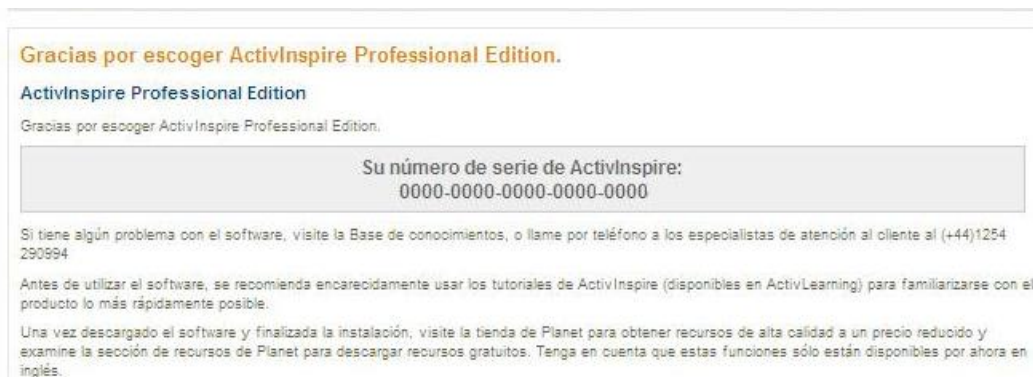 Gracias por escoger ActivInspire Professional Edition.
ActivInspire Professional Edition
Gracias por escoger ActivInspire Professional Edition.
Su número de serie de ActivInspire:
0000-0000-0000-0000-0000
Si tiene algún problema con el software, visite la Base de conocimientos, o llame por teléfono a los especialistas de atención al cliente al (+44)1254
290994
Antes de utilizar el software, se recomienda encarecidamente usar los tutoriales de ActivInspire (disponibles en ActivLearning) para familiarizarse con el
producto lo más rápidamente posible.
Una vez descargado el software y finalizada la instalación, visite la tienda de Planet para obtener recursos de alta calidad a un precio reducido y
examine la sección de recursos de Planet para descargar recursos gratuitos. Tenga en cuenta que estas funciones sólo están disponibles por ahora en
inglés.